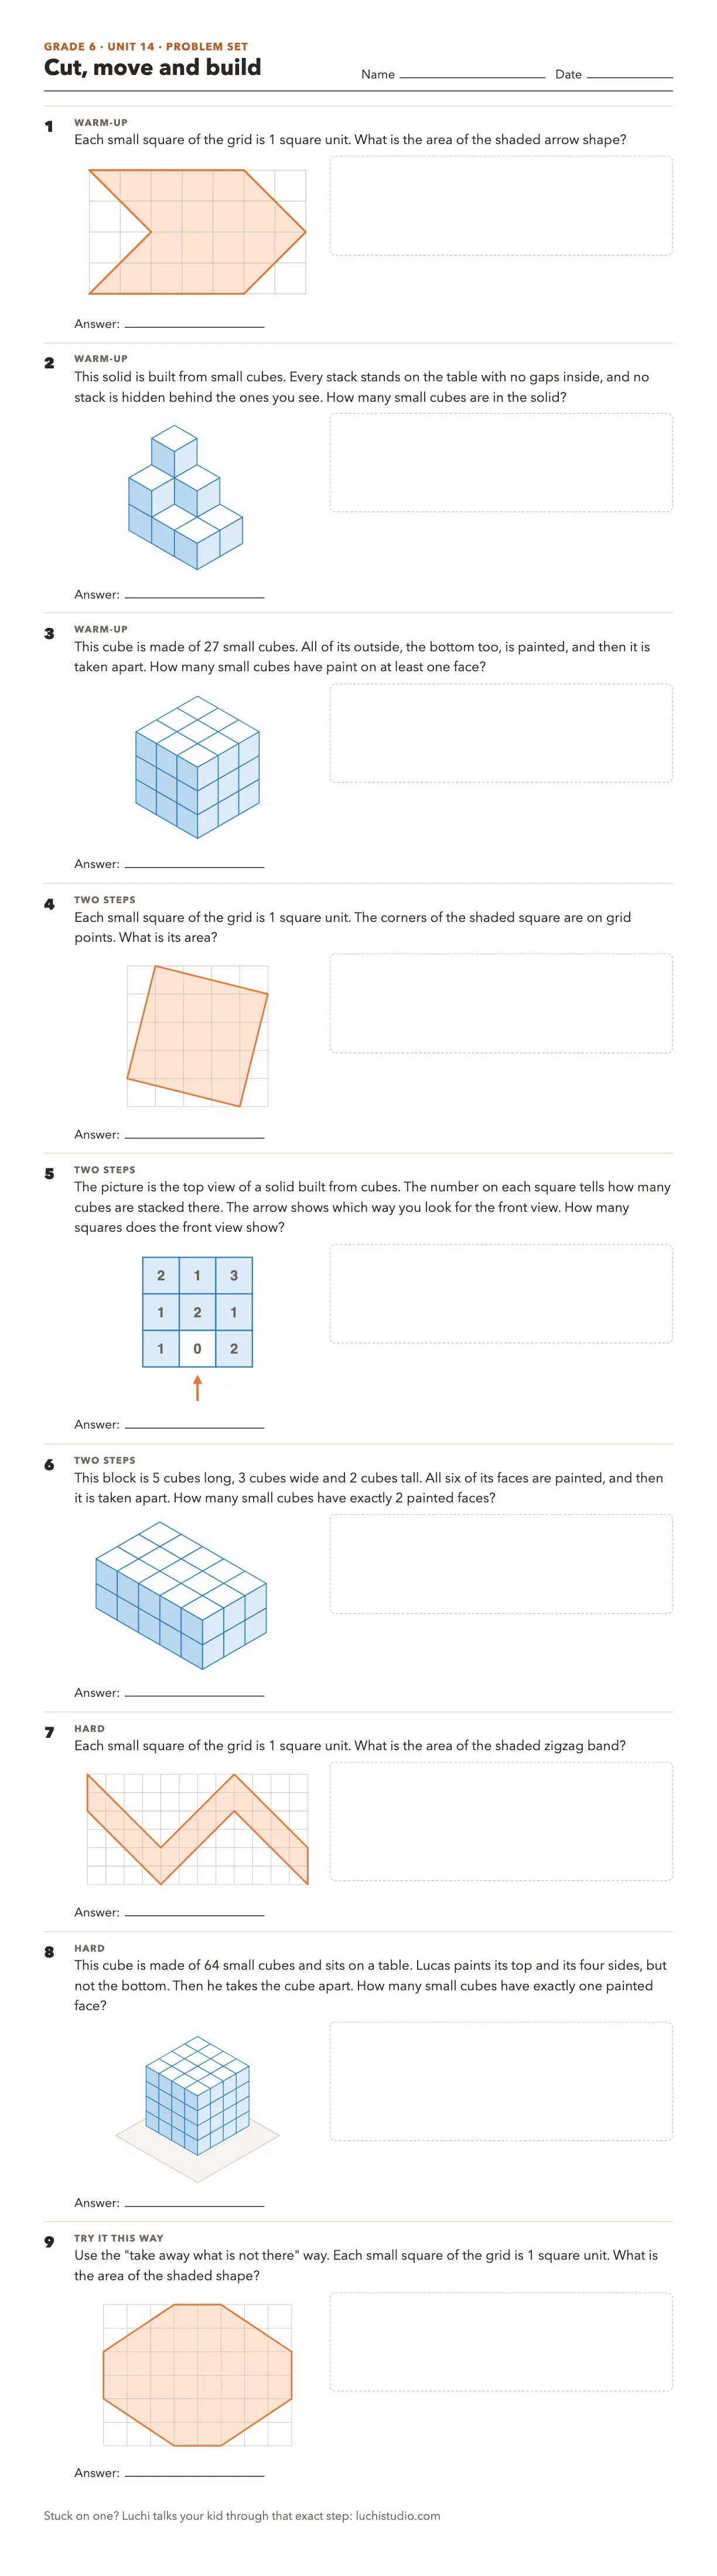 GRADE 6 · UNIT 14 · PROBLEM SET
Cut, move and build
Name
Date
1
WARM-UP
Each small square of the grid is 1 square unit. What is the area of the shaded arrow shape?
Answer:
2
WARM-UP
This solid is built from small cubes. Every stack stands on the table with no gaps inside, and no
stack is hidden behind the ones you see. How many small cubes are in the solid?
Answer:
3
WARM-UP
This cube is made of 27 small cubes. All of its outside, the bottom too, is painted, and then it is
taken apart. How many small cubes have paint on at least one face?
Answer:
4
TWO STEPS
Each small square of the grid is 1 square unit. The corners of the shaded square are on grid
points. What is its area?
Answer:
5
TWO STEPS
The picture is the top view of a solid built from cubes. The number on each square tells how many
cubes are stacked there. The arrow shows which way you look for the front view. How many
squares does the front view show?
2 1 3
1 2 1
1 0 2
Answer:
6
TWO STEPS
This block is 5 cubes long, 3 cubes wide and 2 cubes tall. All six of its faces are painted, and then
it is taken apart. How many small cubes have exactly 2 painted faces?
Answer:
7
HARD
Each small square of the grid is 1 square unit. What is the area of the shaded zigzag band?
Answer:
8
HARD
This cube is made of 64 small cubes and sits on a table. Lucas paints its top and its four sides, but
not the bottom. Then he takes the cube apart. How many small cubes have exactly one painted
face?
Answer:
9
TRY IT THIS WAY
Use the "take away what is not there" way. Each small square of the grid is 1 square unit. What is
the area of the shaded shape?
Answer:
Stuck on one? Luchi talks your kid through that exact step: luchistudio.com